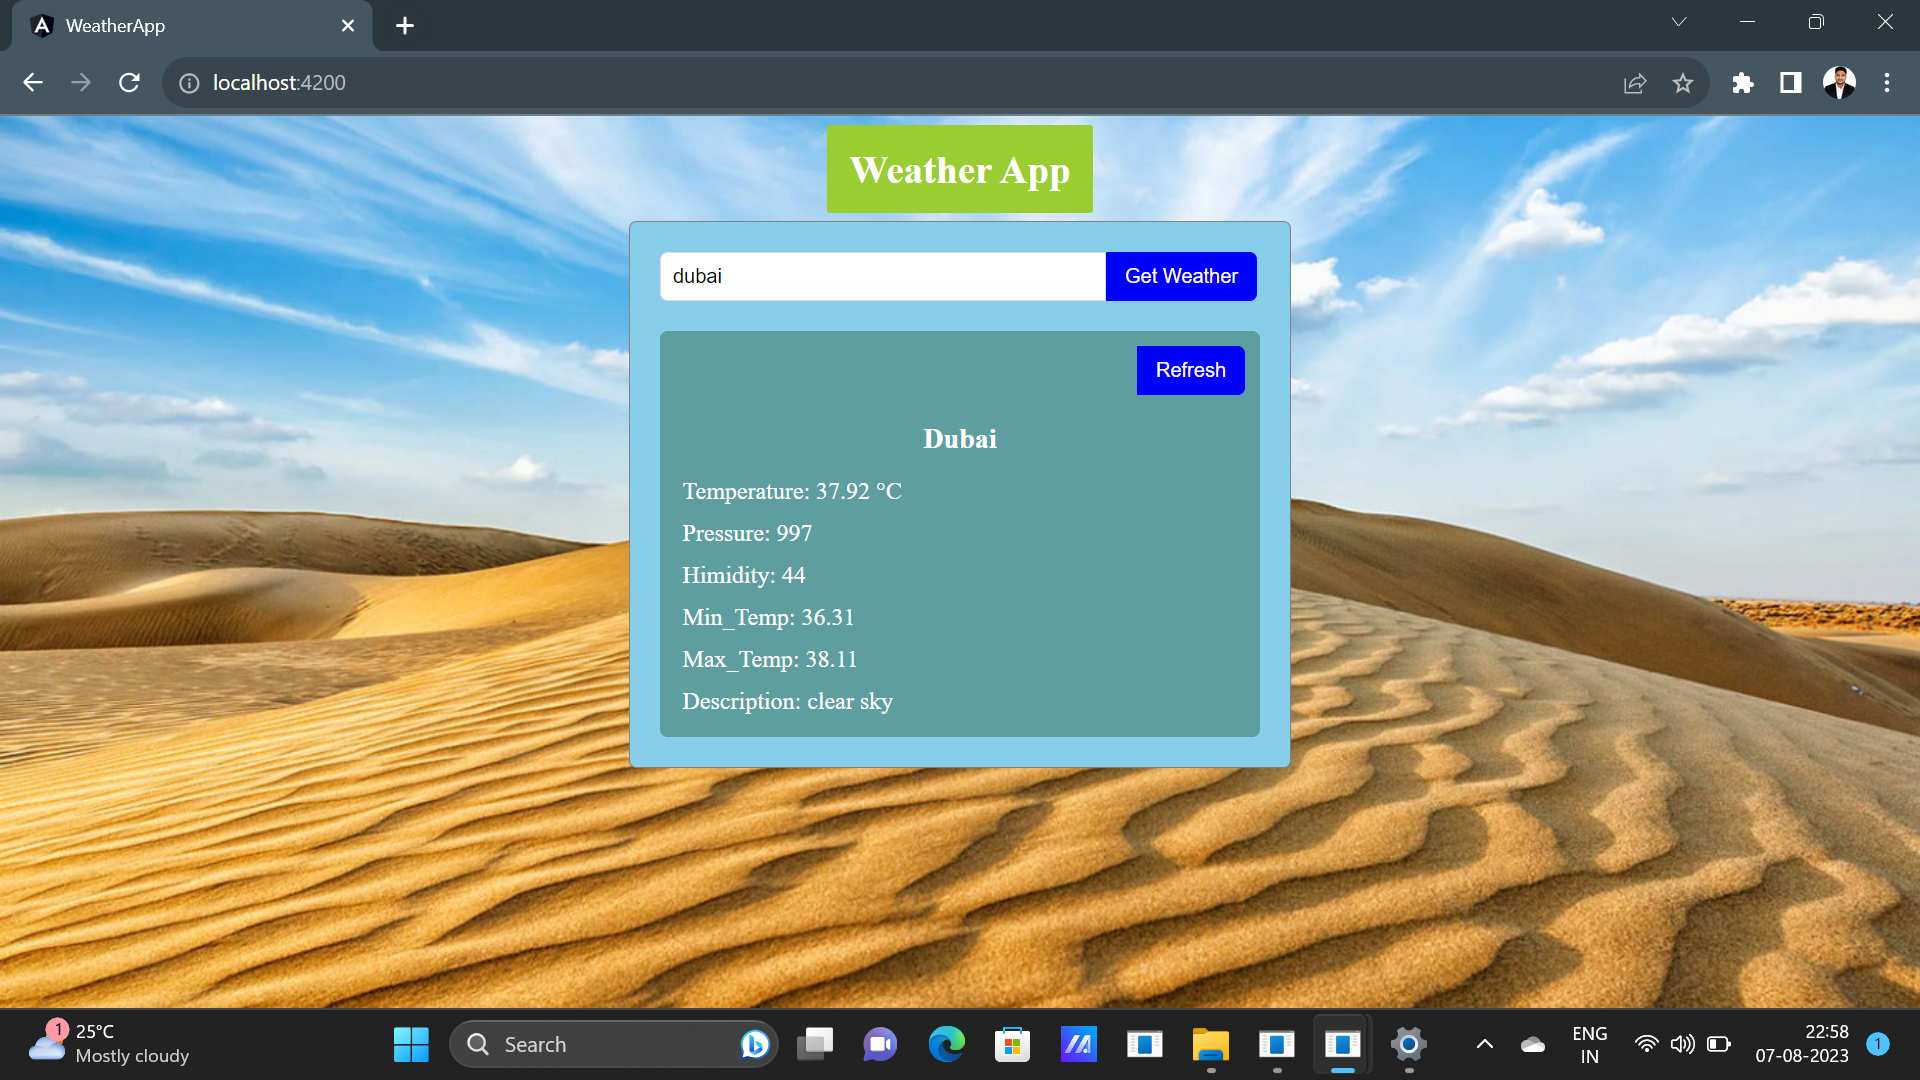 WeatherApp
localhost:4200
Weather App
dubai
Get Weather
Refresh
Dubai
Temperature: 37.92 °C
Pressure: 997
Himidity: 44
Min_Temp: 36.31
Max_Temp: 38.11
Description: clear sky
1
25°C
Mostly cloudy
Search
ENG
IN
22:58
07-08-2023
1